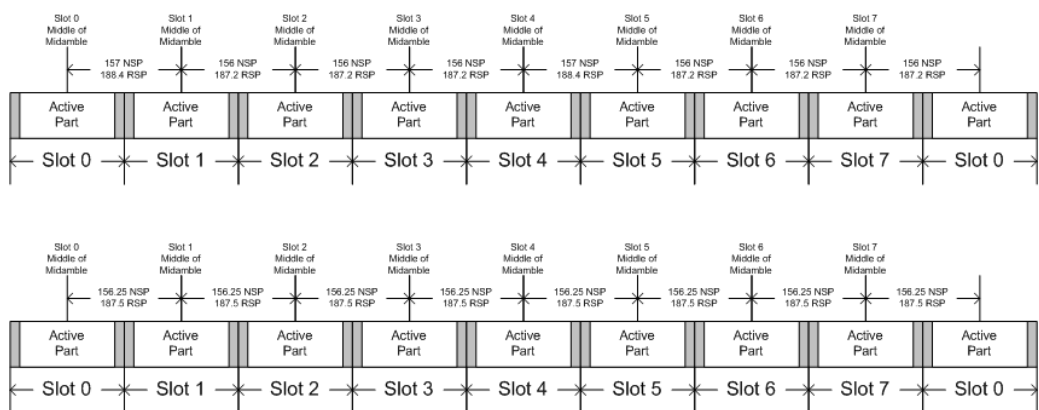 Slot 0 Slot 1 Slot 2 Slot 3 Slot 4 Slot 5 Slot 6 Slot 7
Middle of Middle of Middle of Middle of Middle of Middle of Middle of Middle of
Midamble Midamble Midamble Midamble Midamble Midamble Midamble Midamble
157 NSP 156 NSP 156 NSP 156 NSP 157 NSP 156 NSP 156 NSP 156 NSP
188.4 RSP 187.2 RSP 187.2 RSP 187.2 RSP 188.4 RSP 187.2 RSP 187.2 RSP 187.2 RSP
Active Active Active Active Active Active Active Active Active
Part Part Part Part Part Part Part Part Part
Slot 0 Slot 1 Slot 2 Slot 3 Slot 4 Slot 5 Slot 6 Slot 7 Slot 0
Slot 0 Slot 1 Slot 2 Slot 3 Slot 4 Slot 5 Slot 6 Slot 7
Middle of Middle of Middle of Middle of Middle of Middle of Middle of Middle of
Midamble Midamble Midamble Midamble Midamble Midamble Midamble Midamble
156.25 NSP 156.25 NSP 156.25 NSP 156.25 NSP 156.25 NSP 156.25 NSP 156.25 NSP 156.25 NSP
187.5 RSP 187.5 RSP 187.5 RSP 187.5 RSP 187.5 RSP 187.5 RSP 187.5 RSP 187.5 RSP
Active Active Active Active Active Active Active Active Active
Part Part Part Part Part Part Part Part Part
Slot 0 Slot 1 Slot 2 Slot 3 Slot 4 Slot 5 Slot 6 Slot 7 Slot 0